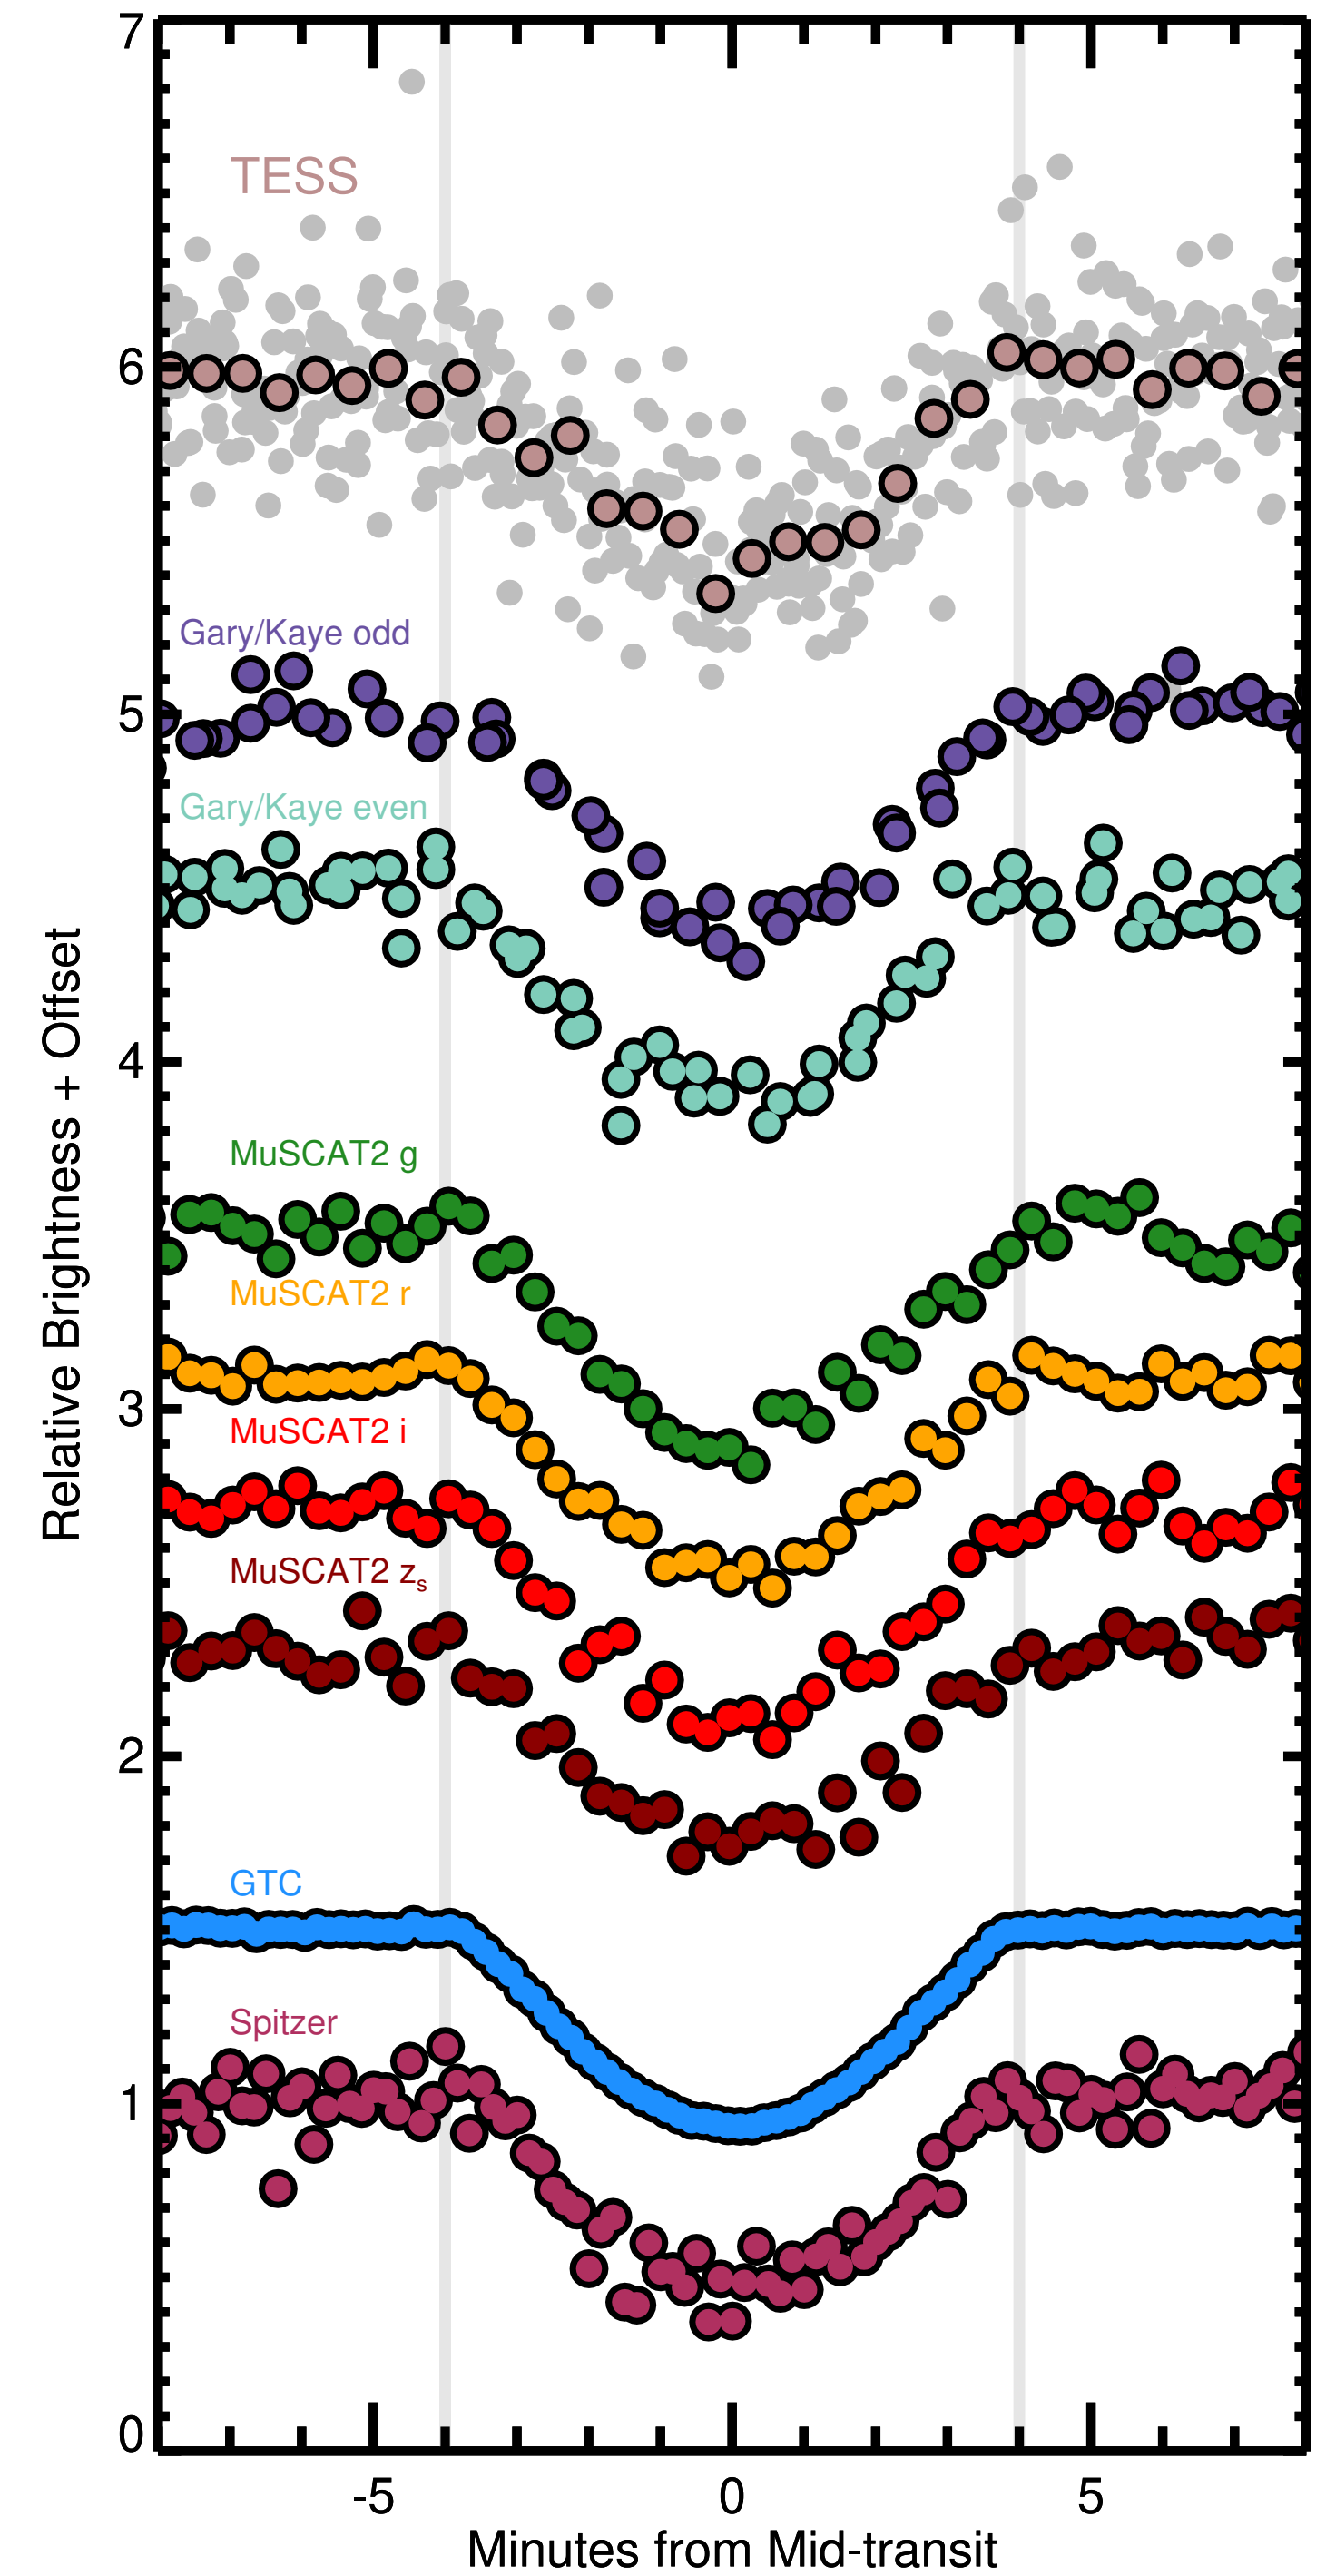 7
TESS
6
Gary/Kaye odd
5
Gary/Kaye even
4
MuSCAT2 g
MuSCAT2 r
3
MuSCAT2 i
MuSCAT2 zs
2
GTC
Spitzer
1
0
-5 0 5
Minutes from Mid-transit
Relative Brightness + Offset